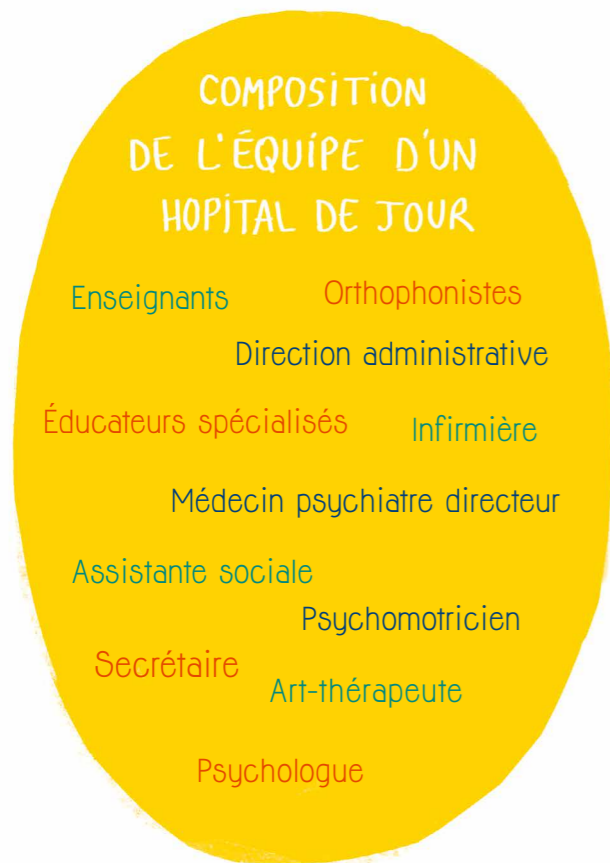 COMPOSITION
DE L'ÉQUIPE D'UN
HOPITAL DE JOUR
Enseignants
Orthophonistes
Direction administrative
Éducateurs spécialisés
Infirmière
Médecin psychiatre directeur
Assistante sociale
Psychomotricien
Secrétaire
Art-thérapeute
Psychologue